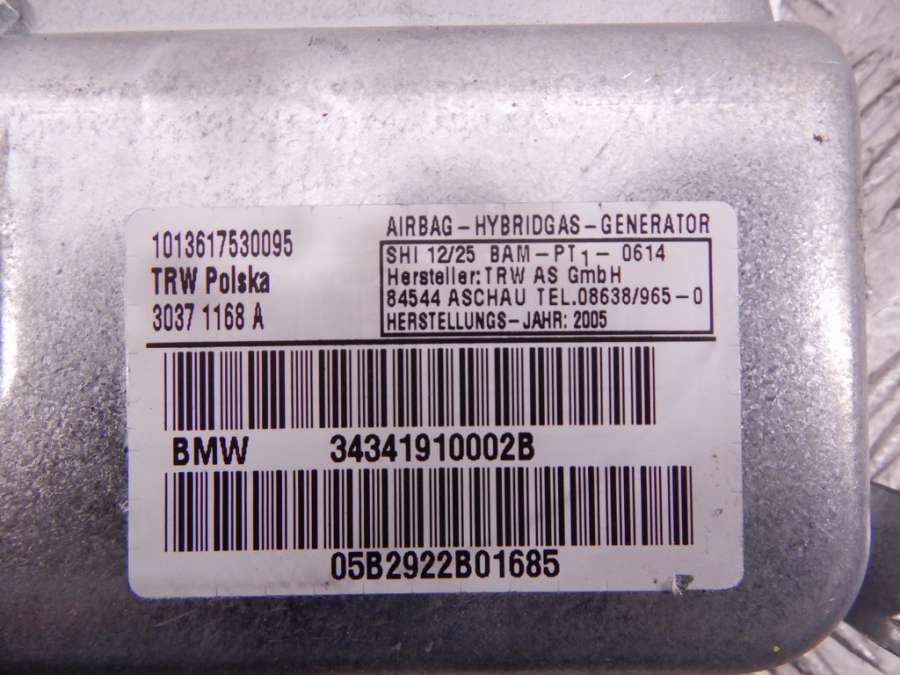 1013617530095
TRW Polska
3037 1168 A
AIRBAG-HYBRIDGAS-GENERATOR
SHI 12/25 BAM-PT1-0614
Hersteller: TRW AS GmbH
84544 ASCHAU TEL.08638/965-0
HERSTELLUNGS-JAHR: 2005
BMW 34341910002B
05B2922B01685